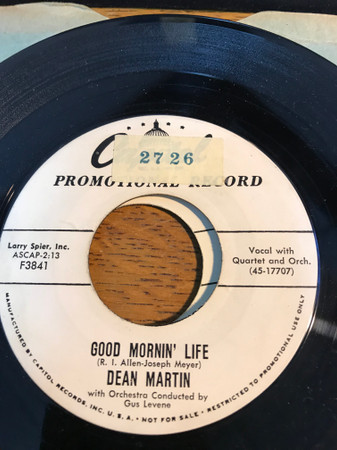 Capitol
2726
PROMOTIONAL RECORD
Larry Spier, Inc.
ASCAP-2:13
F3841
Vocal with
Quartet and Orch.
(45-17707)
GOOD MORNIN' LIFE
(R. I. Allen-Joseph Meyer)
DEAN MARTIN
with Orchestra Conducted by
Gus Levene
MANUFACTURED BY CAPITOL RECORDS, INC. U. S. A. • NOT FOR SALE • RESTRICTED TO PROMOTIONAL USE ONLY